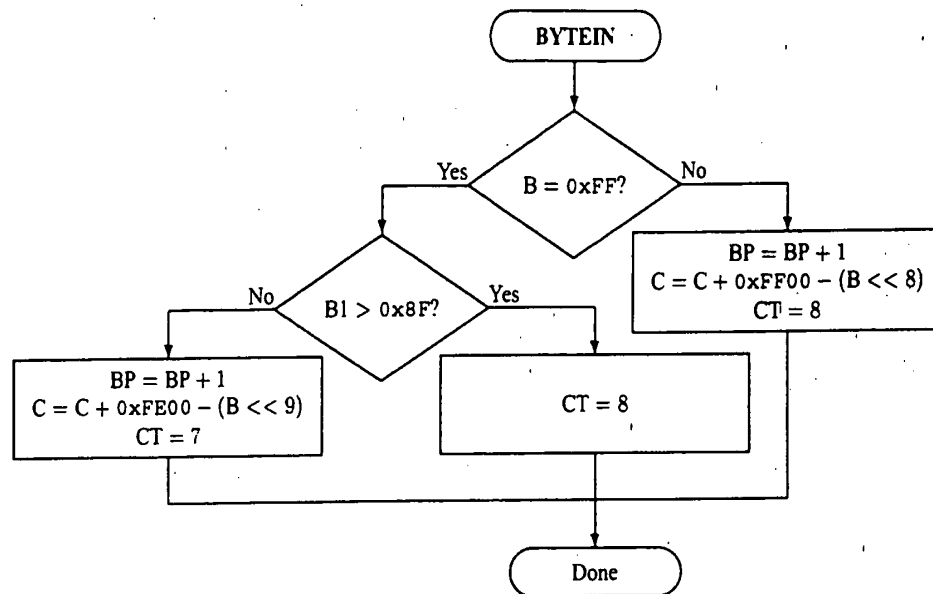 BYTEIN
Yes
B = 0xFF?
No
BP = BP + 1
C = C + 0xFF00 – (B << 8)
CT = 8
No
B1 > 0x8F?
Yes
BP = BP + 1
C = C + 0xFE00 – (B << 9)
CT = 7
CT = 8
Done